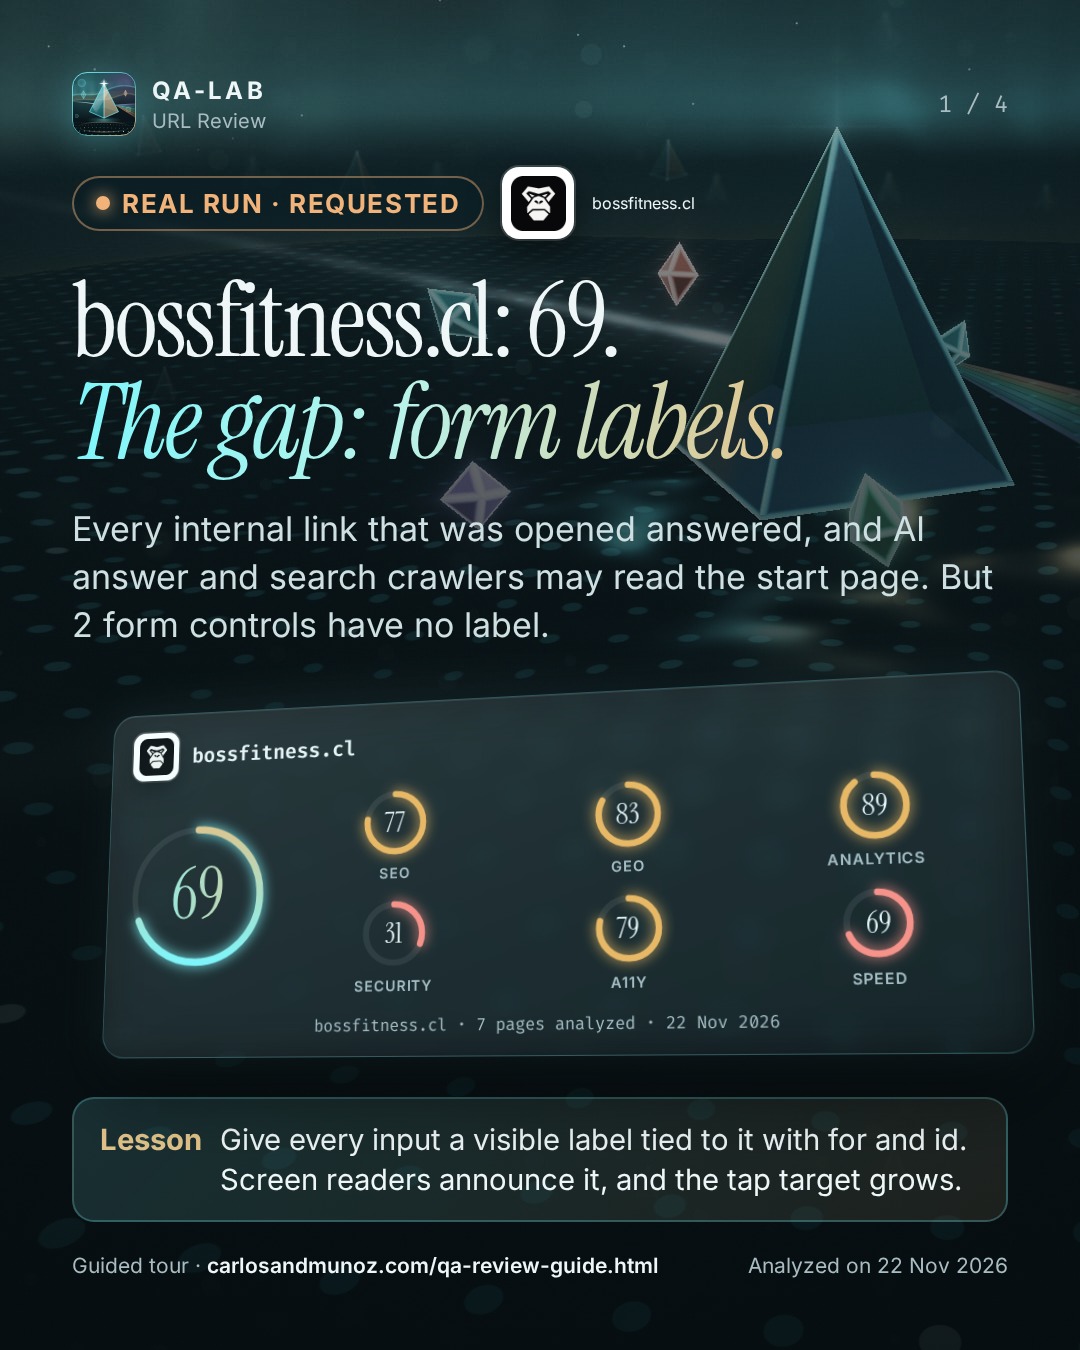 QA-LAB
URL Review
1 / 4
REAL RUN · REQUESTED
bossfitness.cl
bossfitness.cl: 69.
The gap: form labels.
Every internal link that was opened answered, and AI
answer and search crawlers may read the start page. But
2 form controls have no label.
bossfitness.cl
69
77
SEO
83
GEO
89
ANALYTICS
31
SECURITY
79
A11Y
69
SPEED
bossfitness.cl · 7 pages analyzed · 22 Nov 2026
Lesson Give every input a visible label tied to it with for and id.
Screen readers announce it, and the tap target grows.
Guided tour · carlosandmunoz.com/qa-review-guide.html
Analyzed on 22 Nov 2026